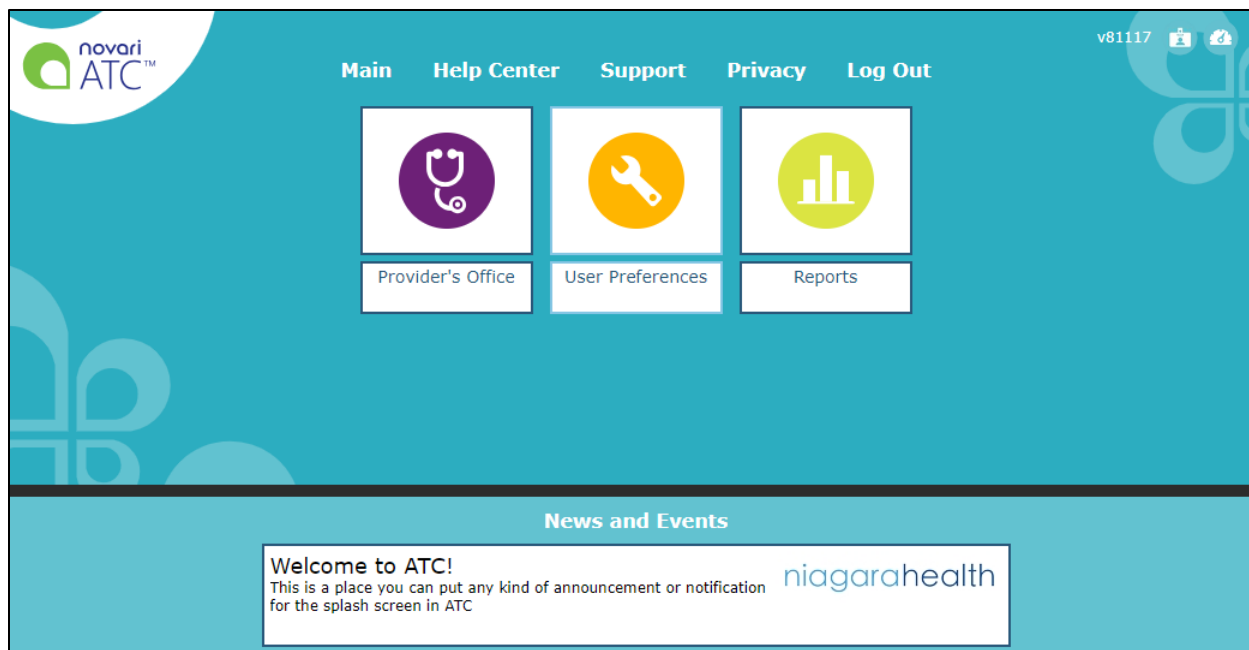 novari
ATC™
v81117
Main Help Center Support Privacy Log Out
Provider's Office User Preferences Reports
News and Events
Welcome to ATC!
This is a place you can put any kind of announcement or notification
for the splash screen in ATC
niagarahealth